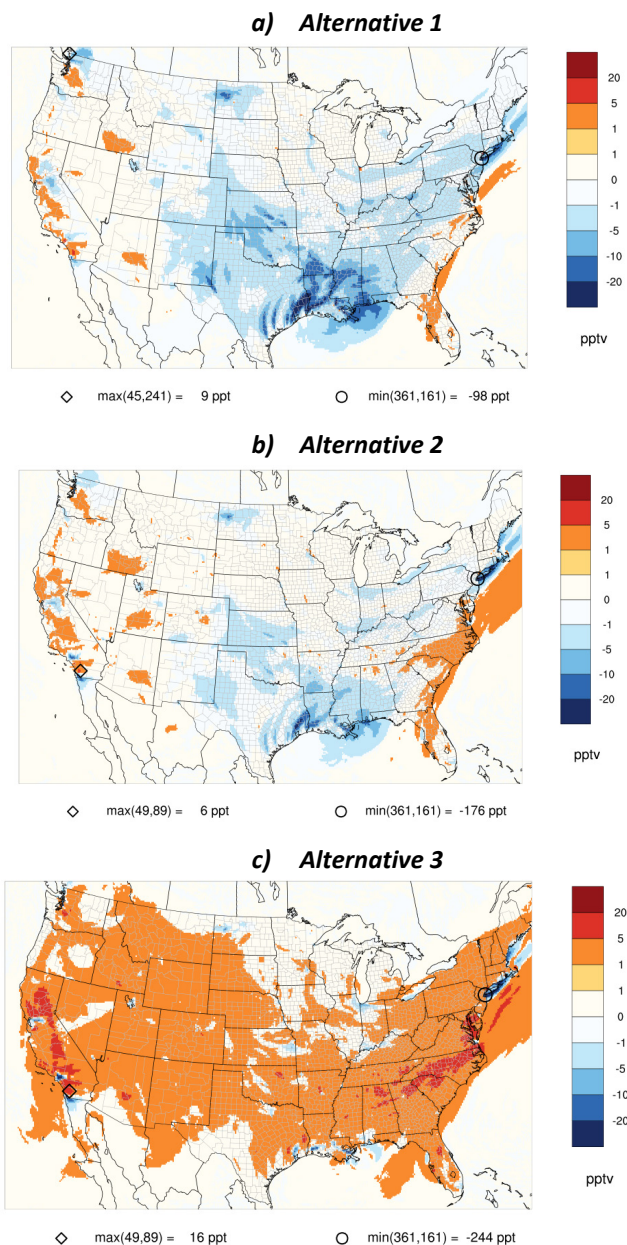 a) Alternative 1
20
5
1
1
0
-1
-5
-10
-20
pptv
max(45,241) = 9 ppt
min(361,161) = -98 ppt
b) Alternative 2
20
5
1
1
0
-1
-5
-10
-20
pptv
max(49,89) = 6 ppt
min(361,161) = -176 ppt
c) Alternative 3
20
5
1
1
0
-1
-5
-10
-20
pptv
max(49,89) = 16 ppt
min(361,161) = -244 ppt